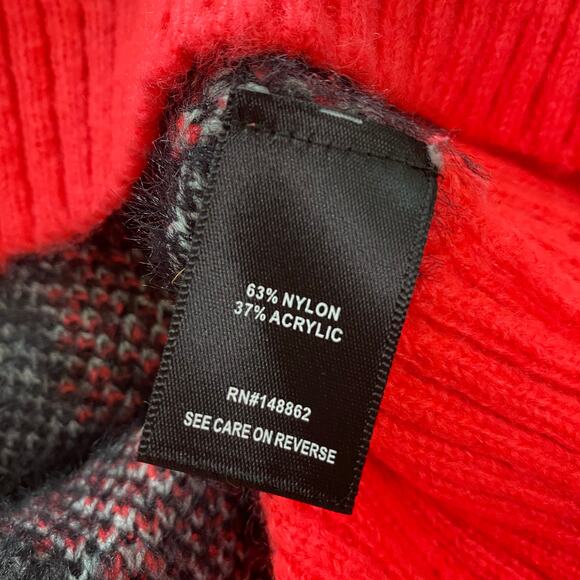 63% NYLON
37% ACRYLIC
RN#148862
SEE CARE ON REVERSE